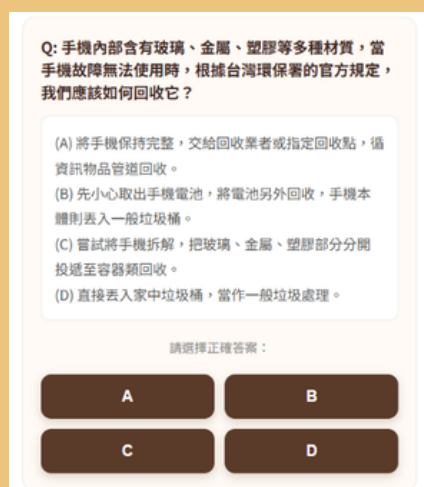 Q: 手機內部含有玻璃、金屬、塑膠等多種材質，當
手機故障無法使用時，根據台灣環保署的官方規定，
我們應該如何回收它？
(A) 將手機保持完整，交給回收業者或指定回收點，循
資訊物品管道回收。
(B) 先小心取出手機電池，將電池另外回收，手機本
體則丟入一般垃圾桶。
(C) 嘗試將手機拆解，把玻璃、金屬、塑膠部分分開
投遞至容器類回收。
(D) 直接丟入家中垃圾桶，當作一般垃圾處理。
請選擇正確答案：
A
B
C
D